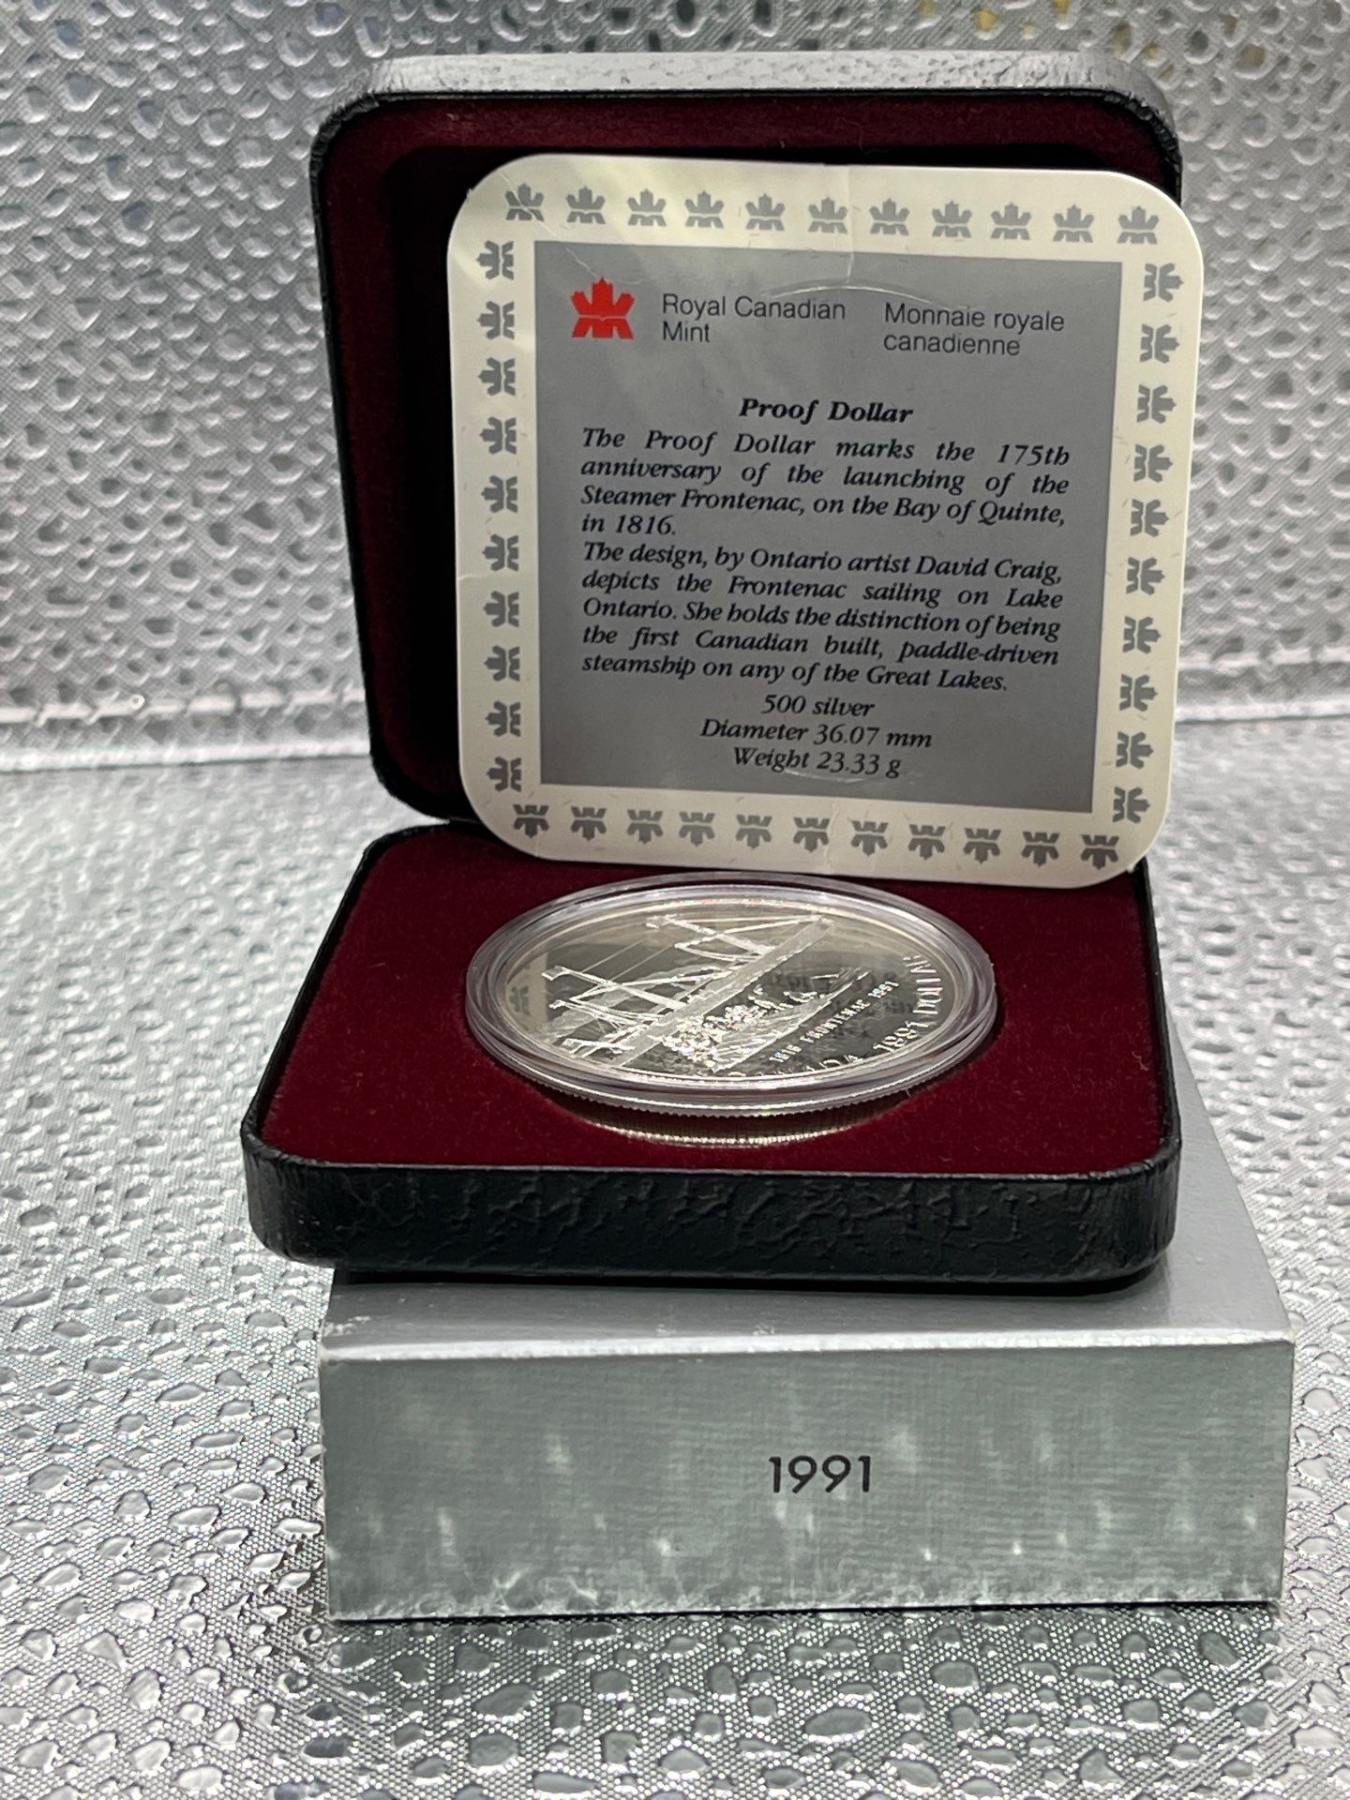 Royal Canadian
Mint
Monnaie royale
canadienne
Proof Dollar
The Proof Dollar marks the 175th
anniversary of the launching of the
Steamer Frontenac, on the Bay of Quinte,
in 1816.
The design, by Ontario artist David Craig,
depicts the Frontenac sailing on Lake
Ontario. She holds the distinction of being
the first Canadian built, paddle-driven
steamship on any of the Great Lakes.
500 silver
Diameter 36.07 mm
Weight 23.33 g
1816 FRONTENAC 1991
1991